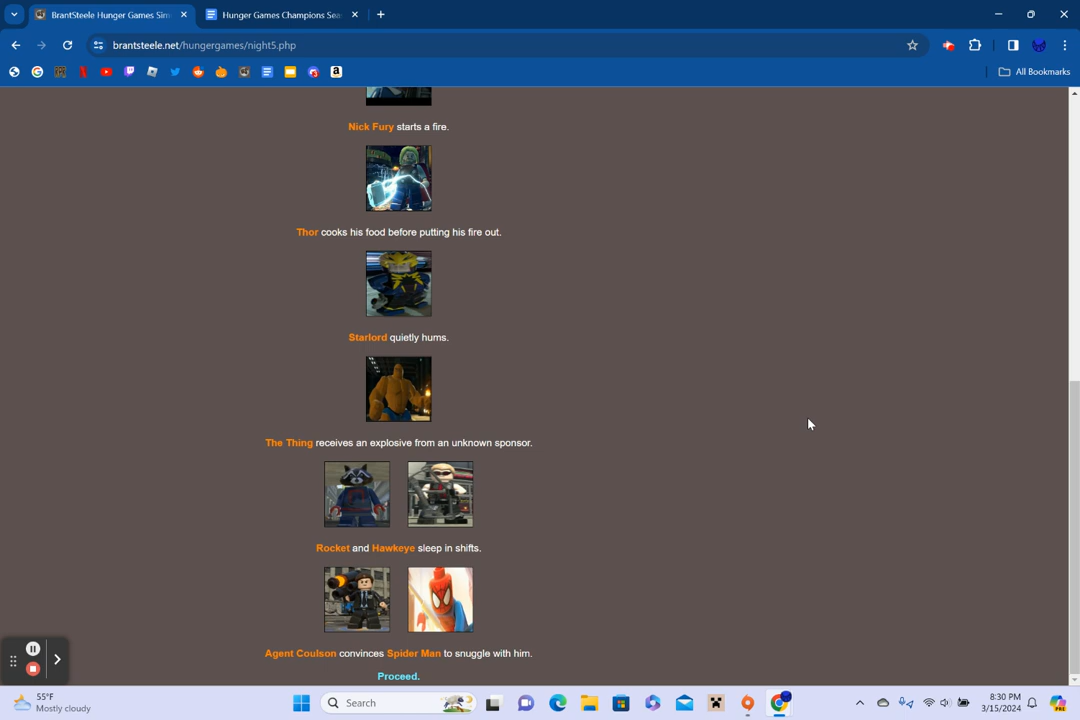 BrantSteele Hunger Games Sim
Hunger Games Champions Sea
brantsteele.net/hungergames/night5.php
All Bookmarks
Nick Fury starts a fire.
Thor cooks his food before putting his fire out.
Starlord quietly hums.
The Thing receives an explosive from an unknown sponsor.
Rocket and Hawkeye sleep in shifts.
Agent Coulson convinces Spider Man to snuggle with him.
Proceed.
55°F
Mostly cloudy
Search
8:30 PM
3/15/2024